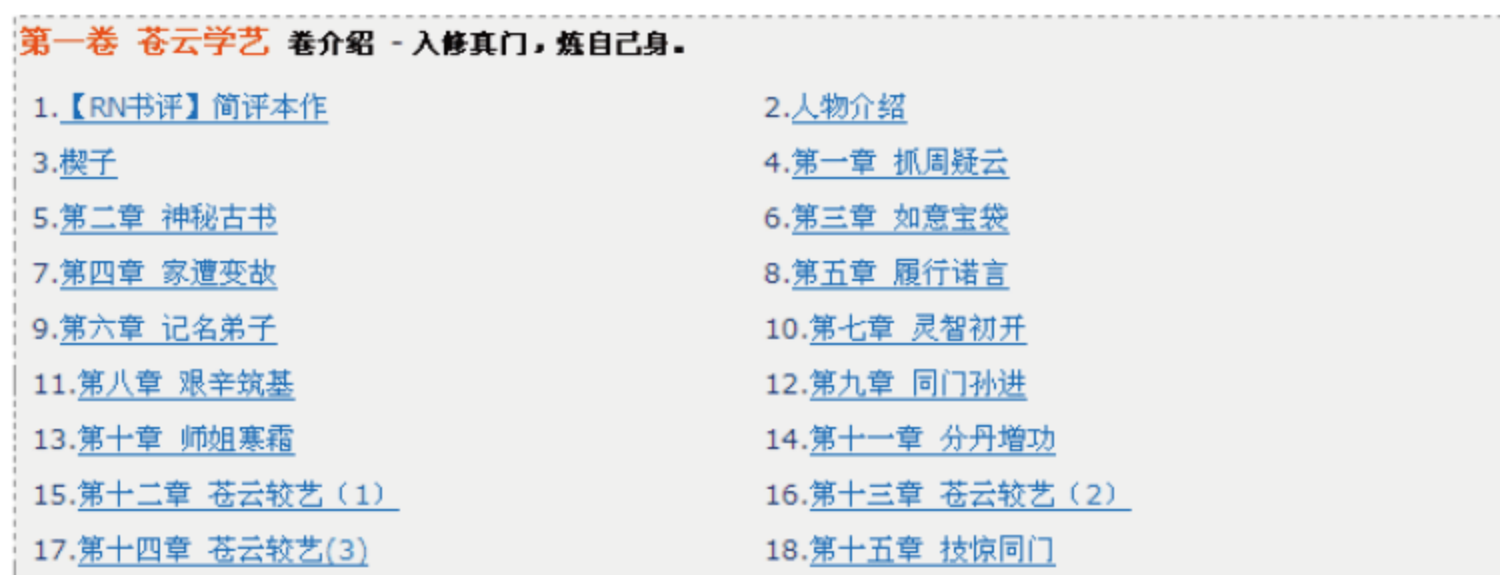 第一卷 苍云学艺 卷介绍 - 入修真门，炼自己身。
1.【RN书评】简评本作 2.人物介绍
3.楔子 4.第一章 抓周疑云
5.第二章 神秘古书 6.第三章 如意宝袋
7.第四章 家遭变故 8.第五章 履行诺言
9.第六章 记名弟子 10.第七章 灵智初开
11.第八章 艰辛筑基 12.第九章 同门孙进
13.第十章 师姐寒霜 14.第十一章 分丹增功
15.第十二章 苍云较艺（1） 16.第十三章 苍云较艺（2）
17.第十四章 苍云较艺(3) 18.第十五章 技惊同门